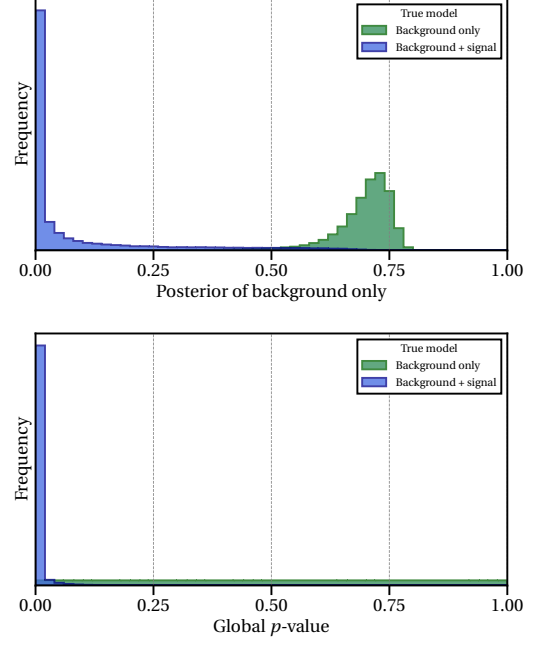 True model
Background only
Background + signal
Frequency
0.00 0.25 0.50 0.75 1.00
Posterior of background only
True model
Background only
Background + signal
Frequency
0.00 0.25 0.50 0.75 1.00
Global p-value